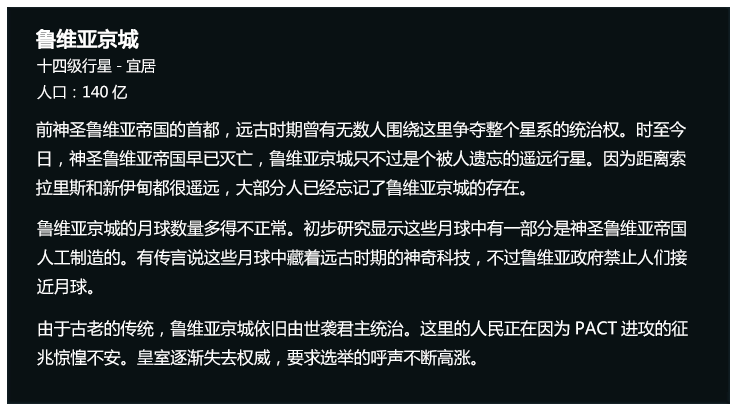 鲁维亚京城
十四级行星 - 宜居
人口：140 亿
前神圣鲁维亚帝国的首都，远古时期曾有无数人围绕这里争夺整个星系的统治权。时至今
日，神圣鲁维亚帝国早已灭亡，鲁维亚京城只不过是个被人遗忘的遥远行星。因为距离索
拉里斯和新伊甸都很遥远，大部分人已经忘记了鲁维亚京城的存在。
鲁维亚京城的月球数量多得不正常。初步研究显示这些月球中有一部分是神圣鲁维亚帝国
人工制造的。有传言说这些月球中藏着远古时期的神奇科技，不过鲁维亚政府禁止人们接
近月球。
由于古老的传统，鲁维亚京城依旧由世袭君主统治。这里的人民正在因为 PACT 进攻的征
兆惊惶不安。皇室逐渐失去权威，要求选举的呼声不断高涨。